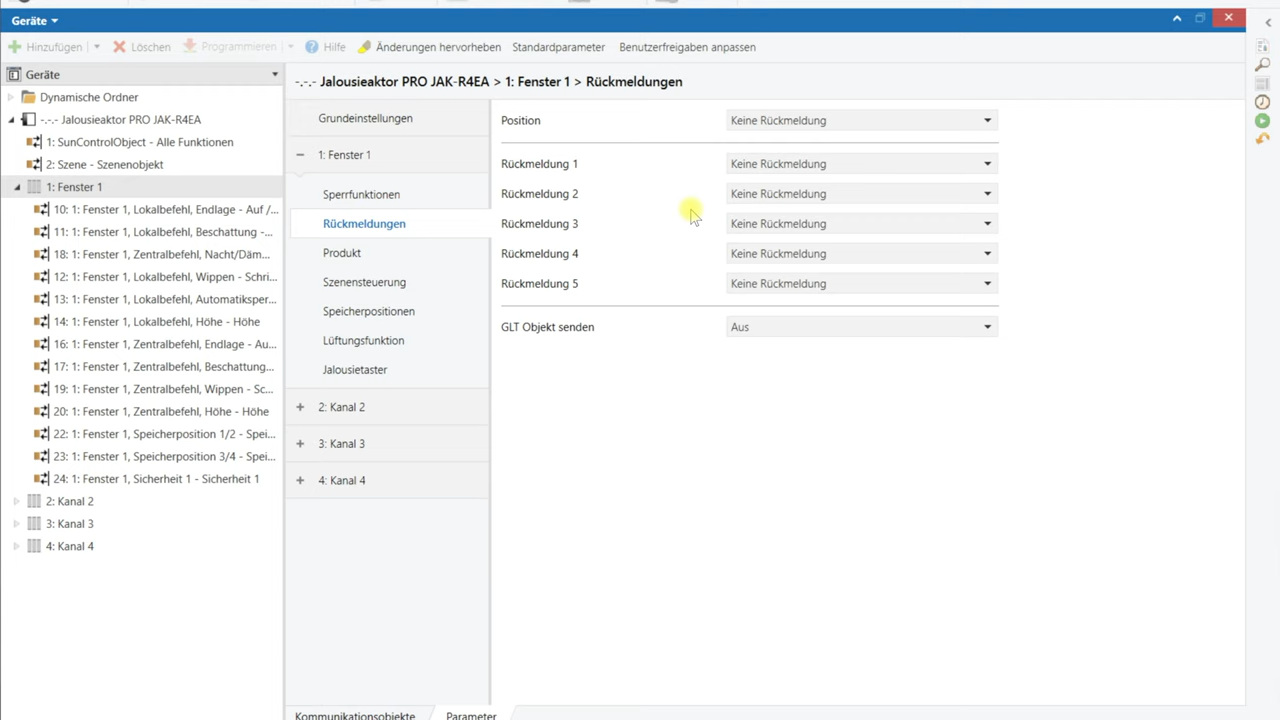 Geräte
Hinzufügen
Löschen
Programmieren
Hilfe
Änderungen hervorheben
Standardparameter
Benutzerfreigaben anpassen
Geräte
Dynamische Ordner
-.-.- Jalousieaktor PRO JAK-R4EA
1: SunControlObject - Alle Funktionen
2: Szene - Szenenobjekt
1: Fenster 1
10: 1: Fenster 1, Lokalbefehl, Endlage - Auf /...
11: 1: Fenster 1, Lokalbefehl, Beschattung -...
18: 1: Fenster 1, Zentralbefehl, Nacht/Däm...
12: 1: Fenster 1, Lokalbefehl, Wippen - Schri...
13: 1: Fenster 1, Lokalbefehl, Automatiksper...
14: 1: Fenster 1, Lokalbefehl, Höhe - Höhe
16: 1: Fenster 1, Zentralbefehl, Endlage - Au...
17: 1: Fenster 1, Zentralbefehl, Beschattung...
19: 1: Fenster 1, Zentralbefehl, Wippen - Sc...
20: 1: Fenster 1, Zentralbefehl, Höhe - Höhe
22: 1: Fenster 1, Speicherposition 1/2 - Spei...
23: 1: Fenster 1, Speicherposition 3/4 - Spei...
24: 1: Fenster 1, Sicherheit 1 - Sicherheit 1
2: Kanal 2
3: Kanal 3
4: Kanal 4
-.-.- Jalousieaktor PRO JAK-R4EA > 1: Fenster 1 > Rückmeldungen
Grundeinstellungen
1: Fenster 1
Sperrfunktionen
Rückmeldungen
Produkt
Szenensteuerung
Speicherpositionen
Lüftungsfunktion
Jalousietaster
2: Kanal 2
3: Kanal 3
4: Kanal 4
Position Keine Rückmeldung
Rückmeldung 1 Keine Rückmeldung
Rückmeldung 2 Keine Rückmeldung
Rückmeldung 3 Keine Rückmeldung
Rückmeldung 4 Keine Rückmeldung
Rückmeldung 5 Keine Rückmeldung
GLT Objekt senden Aus
Kommunikationsobjekte
Parameter